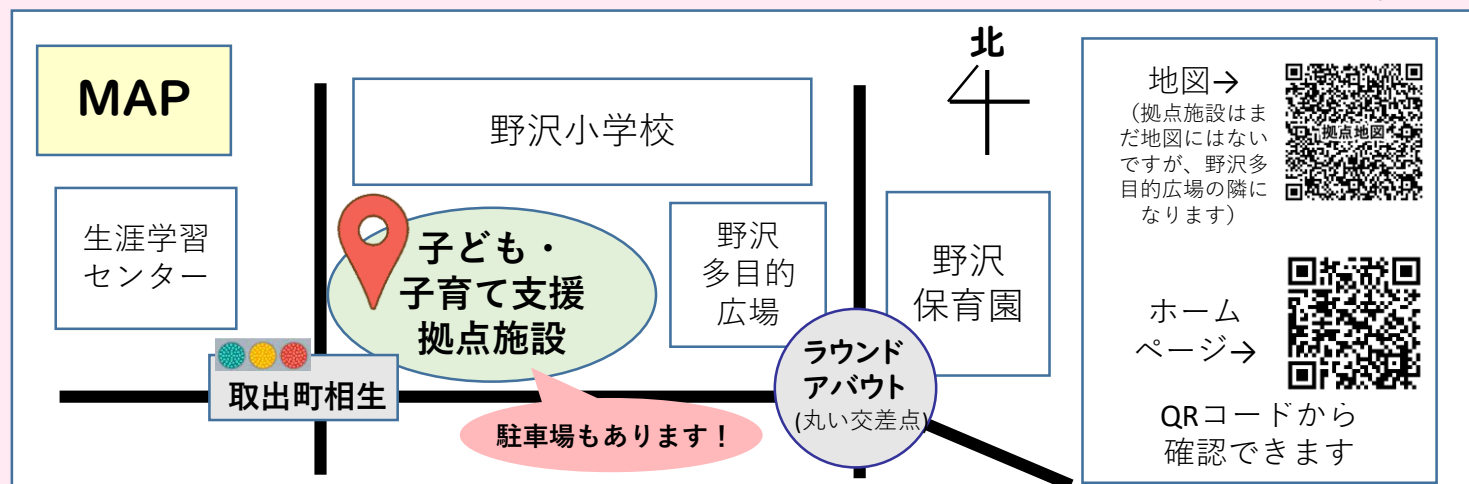 MAP
北
野沢小学校
生涯学習
センター
子ども・
子育て支援
拠点施設
野沢
多目的
広場
野沢
保育園
取出町相生
ラウンド
アバウト
(丸い交差点)
駐車場もあります！
地図→
（拠点施設はま
だ地図にはない
ですが、野沢多
目的広場の隣に
なります）
拠点地図
ホーム
ページ→
QRコードから
確認できます